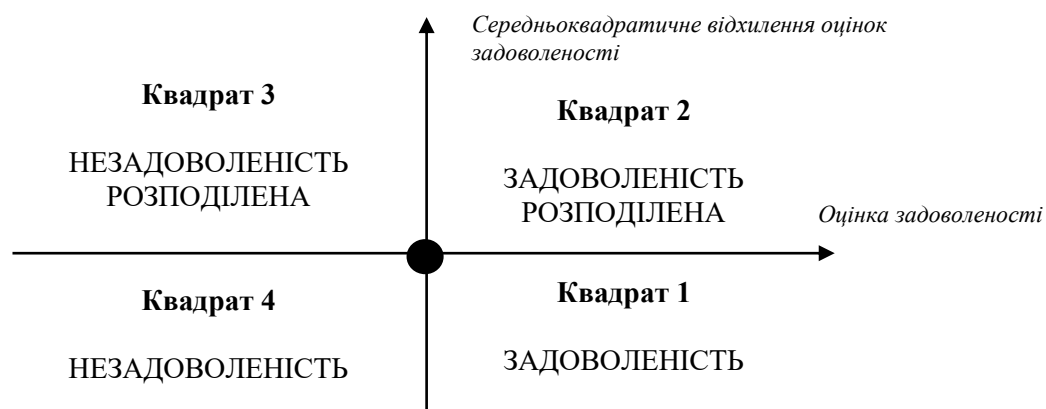 Середньоквадратичне відхилення оцінок
задоволеності
Квадрат 3
Квадрат 2
НЕЗАДОВОЛЕНІСТЬ
РОЗПОДІЛЕНА
ЗАДОВОЛЕНІСТЬ
РОЗПОДІЛЕНА
Оцінка задоволеності
Квадрат 4
Квадрат 1
НЕЗАДОВОЛЕНІСТЬ
ЗАДОВОЛЕНІСТЬ